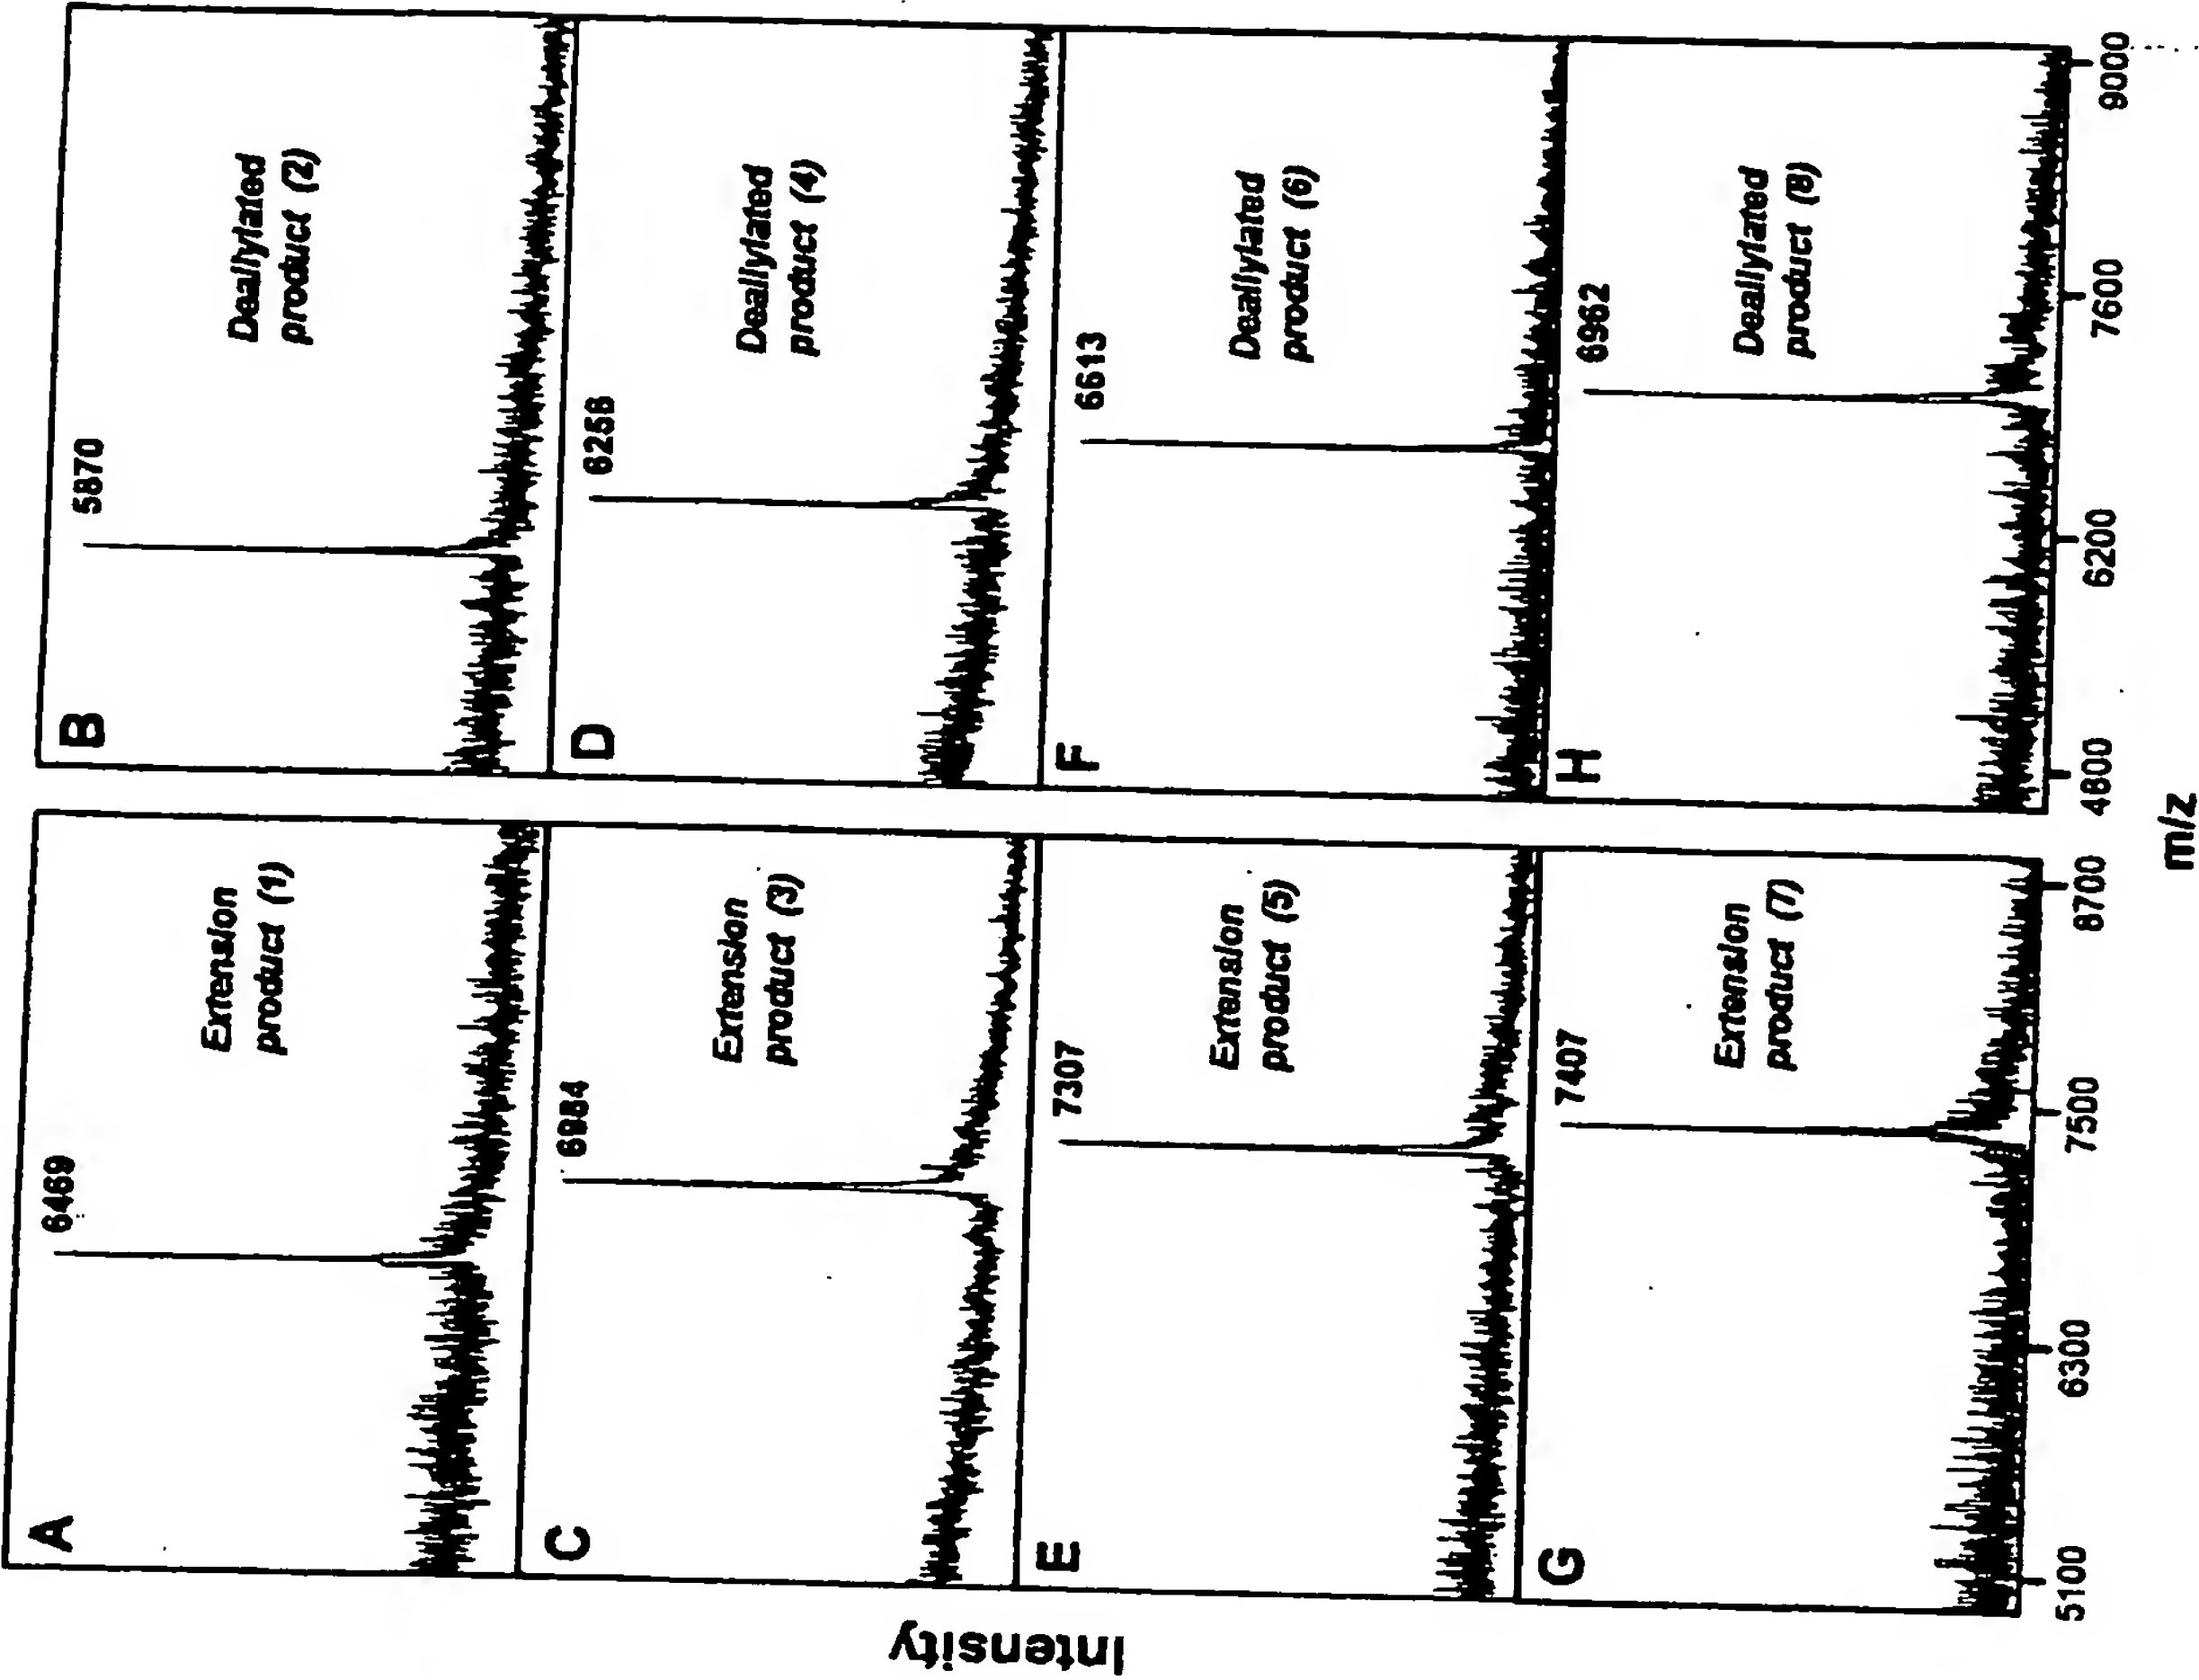 A
6469
Extension
product (1)
B
5870
Deallylated
product (2)
C
6984
Extension
product (3)
D
Deallylated
product (4)
E
7307
Extension
product (5)
F
6613
Deallylated
product (6)
G
7407
Extension
product (7)
H
6962
Deallylated
product (8)
Intensity
5100 6300 7500 8700
4800 6200 7600 9000
m/z